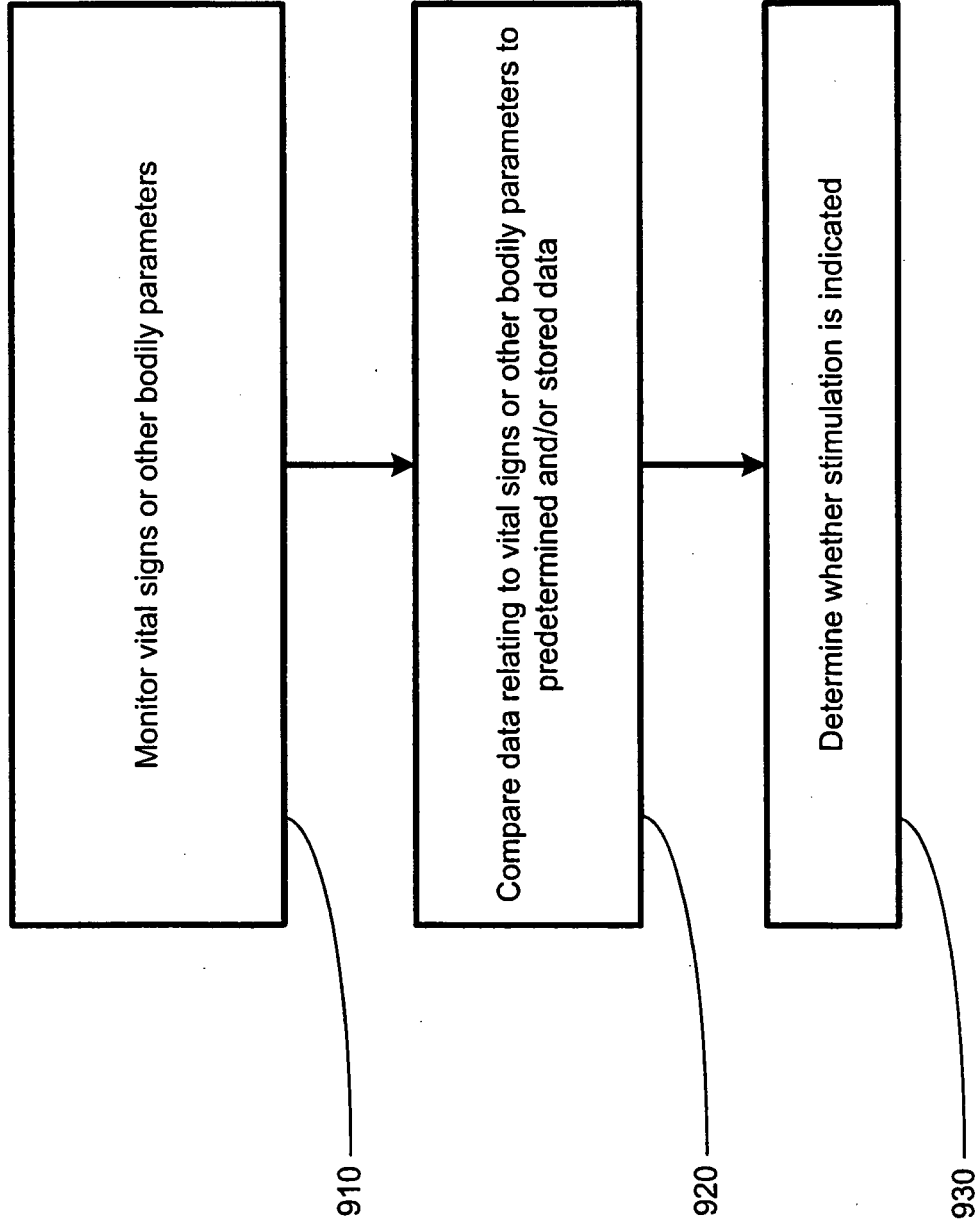 Monitor vital signs or other bodily parameters
910
Compare data relating to vital signs or other bodily parameters to
predetermined and/or stored data
920
Determine whether stimulation is indicated
930